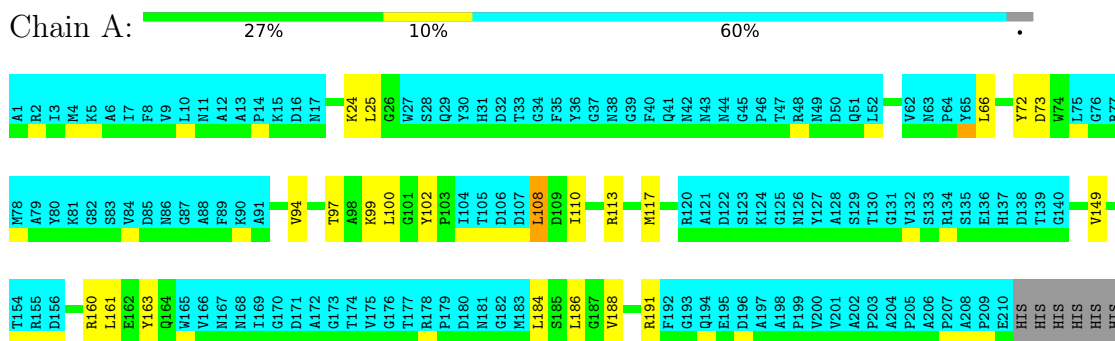 Chain A:
27% 10% 60% •
A1 R2 I3 M4 K5 A6 I7 F8 V9 L10 N11 A12 A13 P14 K15 D16 N17 K24 L25 G26 W27 S28 Q29 Y30 H31 D32 T33 G34 F35 Y36 G37 N38 G39 F40 Q41 N42 N43 N44 G45 P46 T47 R48 N49 D50 Q51 L52 V62 N63 P64 Y65 L66 Y72 D73 W74 L75 G76 R77
M78 A79 Y80 K81 G82 S83 V84 D85 N86 G87 A88 F89 K90 A91 V94 T97 A98 K99 L100 G101 Y102 P103 I104 T105 D106 D107 L108 D109 I110 R113 M117 R120 A121 D122 S123 K124 G125 N126 Y127 A128 S129 T130 G131 V132 S133 R134 S135 E136 H137 D138 T139 G140 V149
T154 R155 D156 R160 L161 E162 Y163 Q164 W165 V166 N167 N168 I169 G170 D171 A172 G173 T174 V175 G176 T177 R178 P179 D180 N181 G182 M183 L184 S185 L186 G187 V188 R191 F192 G193 Q194 E195 D196 A197 A198 P199 V200 V201 A202 P203 A204 P205 A206 P207 A208 P209 E210 HIS HIS HIS HIS HIS HIS